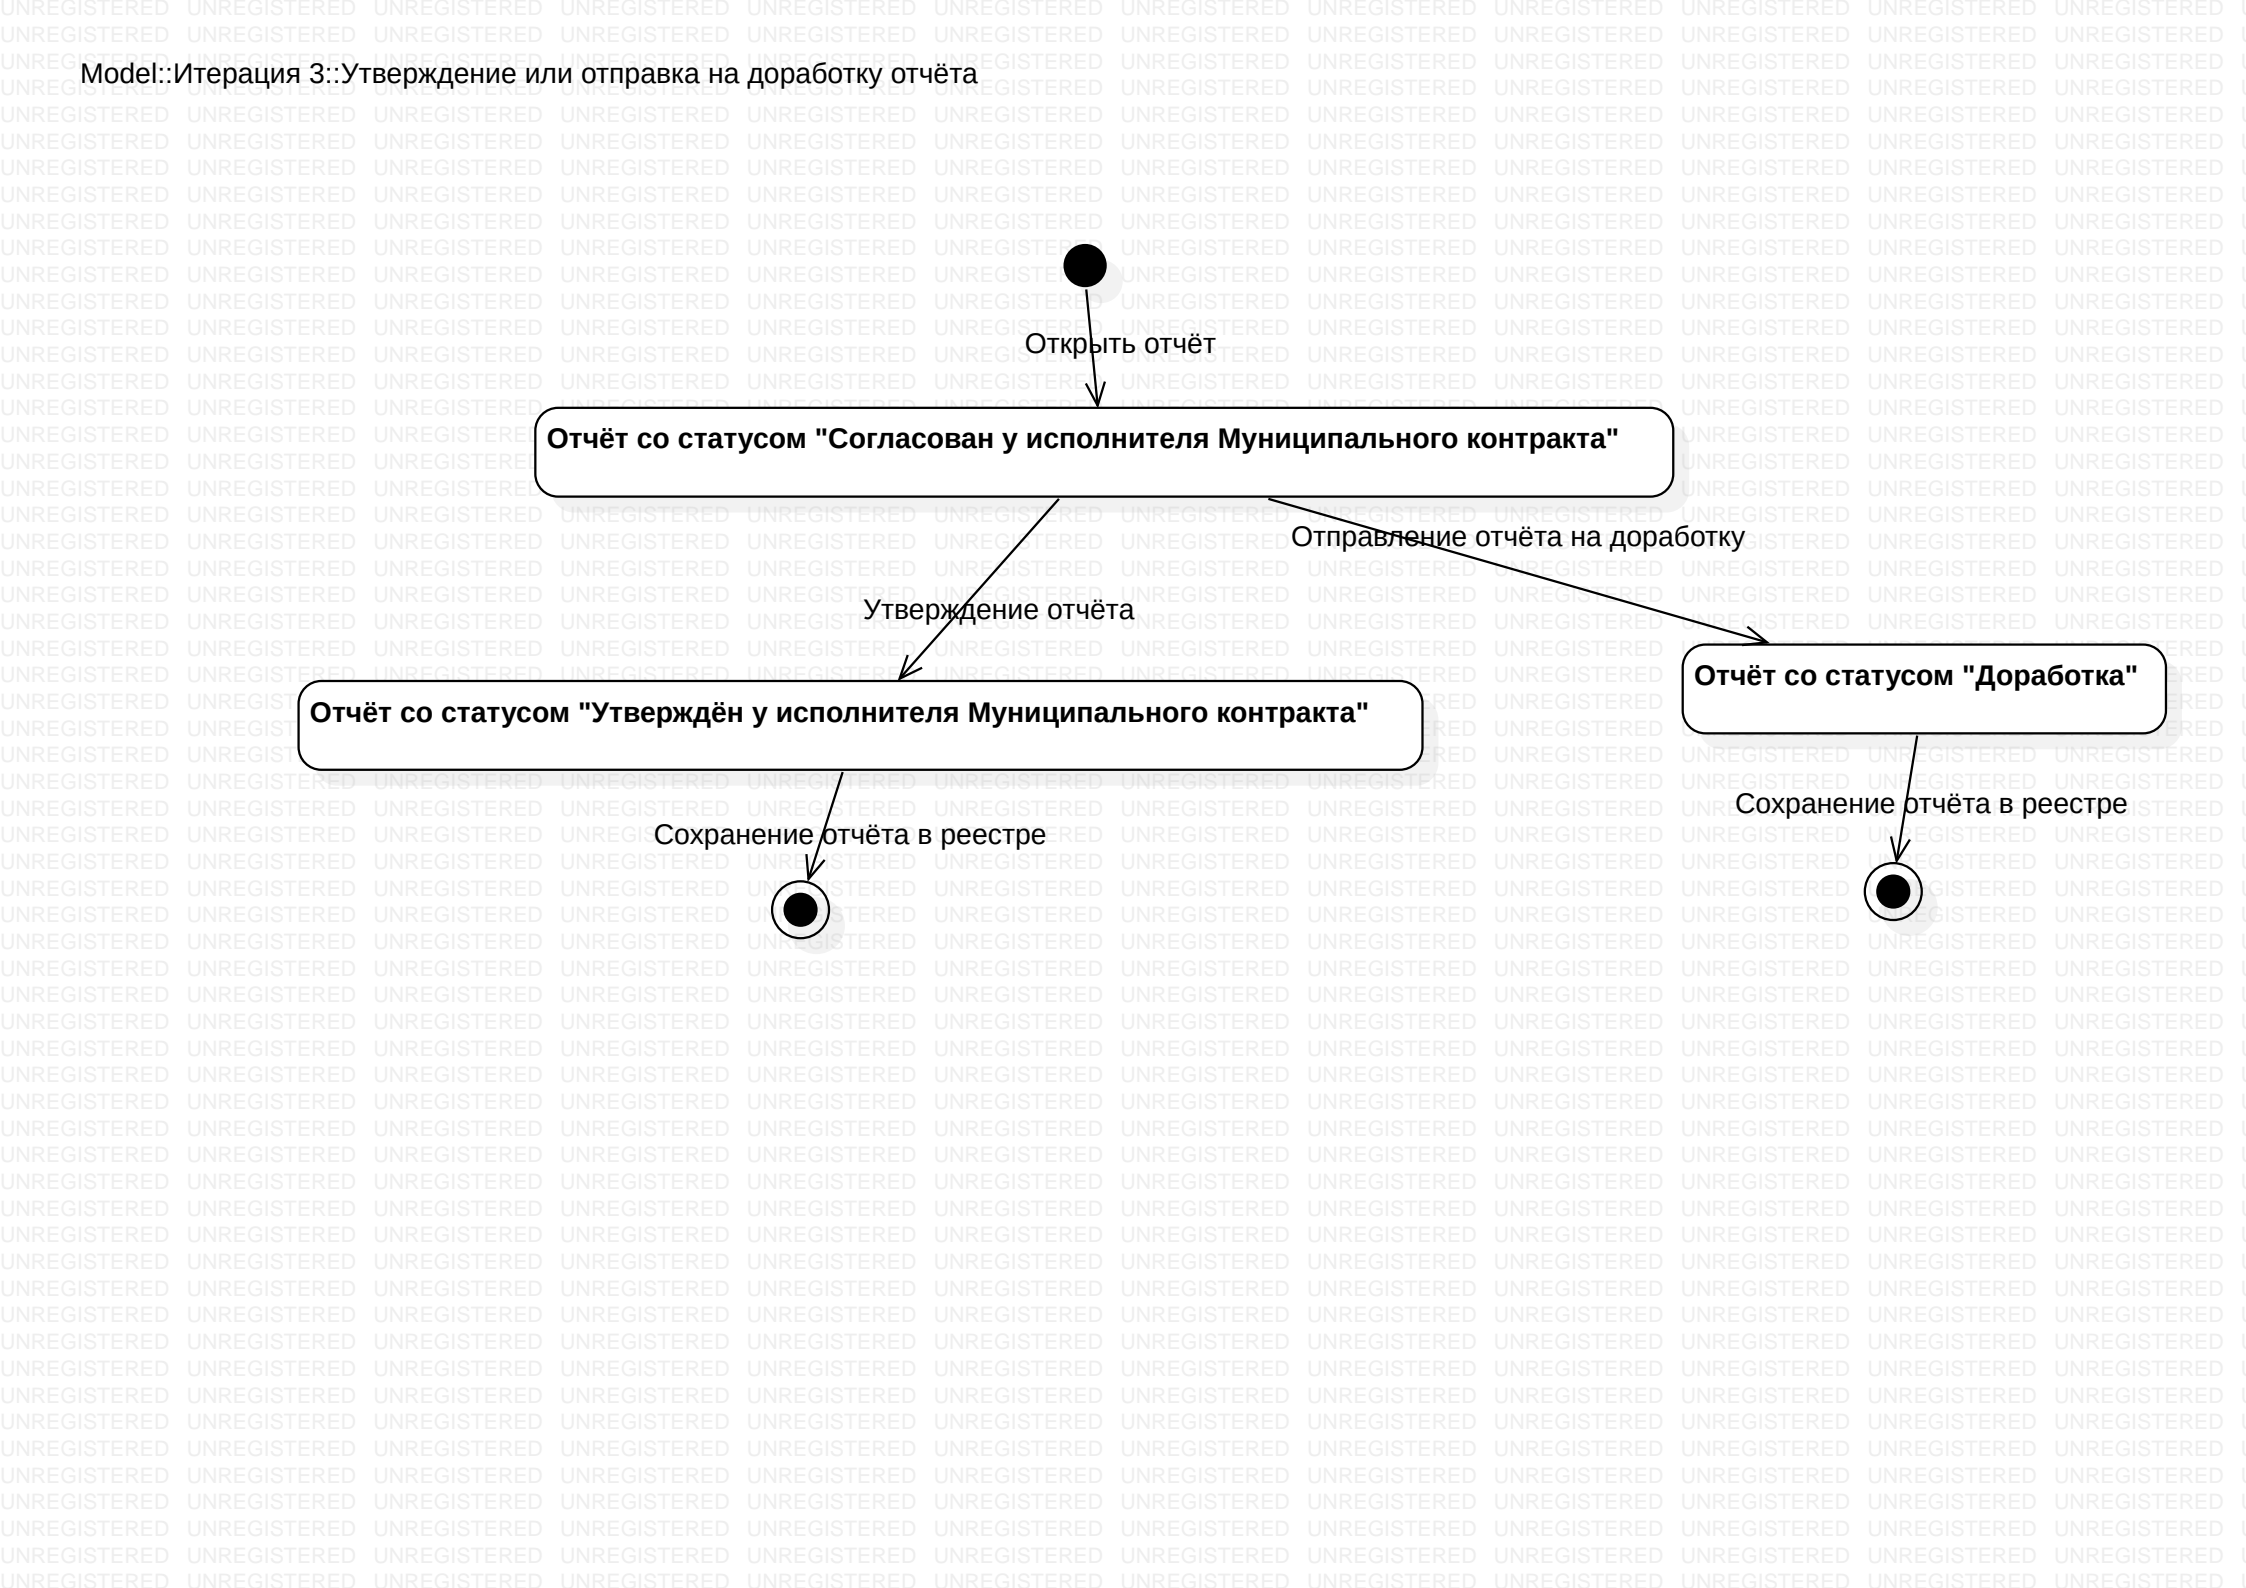 Model::Итерация 3::Утверждение или отправка на доработку отчёта
Открыть отчёт
Отчёт со статусом "Согласован у исполнителя Муниципального контракта"
Отправление отчёта на доработку
Утверждение отчёта
Отчёт со статусом "Доработка"
Отчёт со статусом "Утверждён у исполнителя Муниципального контракта"
Сохранение отчёта в реестре
Сохранение отчёта в реестре
UNREGISTERED